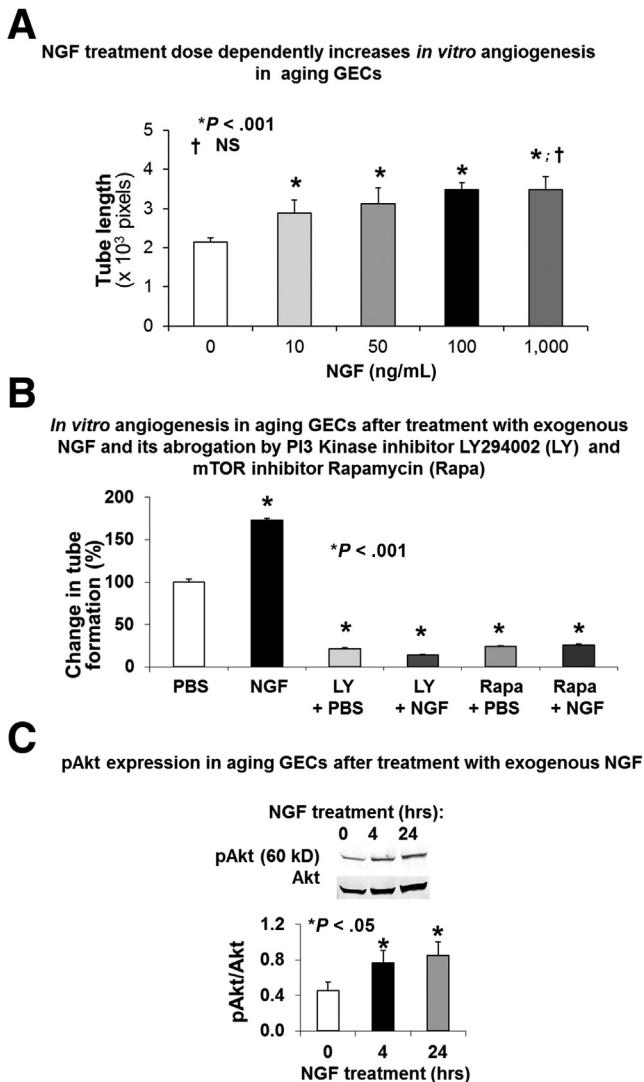 A
NGF treatment dose dependently increases in vitro angiogenesis
in aging GECs
*P < .001
† NS
Tube length
(x 10³ pixels)
5
4
3
2
1
0
*
*
*
*;†
0 10 50 100 1,000
NGF (ng/mL)
B
In vitro angiogenesis in aging GECs after treatment with exogenous
NGF and its abrogation by PI3 Kinase inhibitor LY294002 (LY) and
mTOR inhibitor Rapamycin (Rapa)
Change in tube
formation (%)
200
150
100
50
0
*
*P < .001
* * * *
PBS NGF LY LY Rapa Rapa
+ PBS + NGF + PBS + NGF
C
pAkt expression in aging GECs after treatment with exogenous NGF
NGF treatment (hrs):
0 4 24
pAkt (60 kD)
Akt
pAkt/Akt
1.2
0.8
0.4
0.0
*P < .05
* *
0 4 24
NGF treatment (hrs)